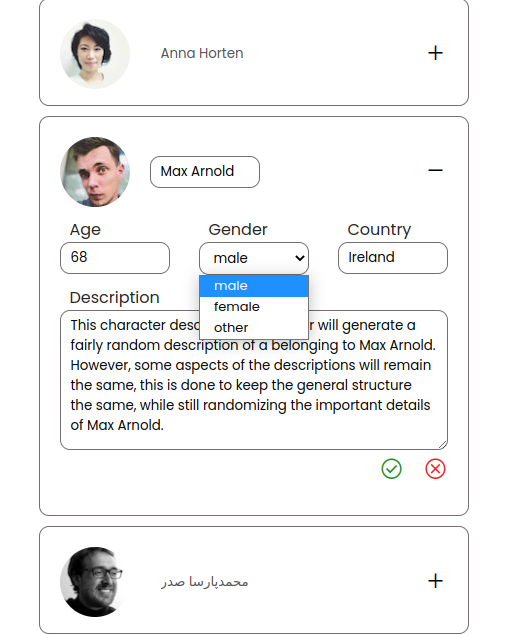 Anna Horten
Max Arnold
Age
Gender
Country
68
male
Ireland
male
female
other
Description
This character desc r will generate a
fairly random description of a belonging to Max Arnold.
However, some aspects of the descriptions will remain
the same, this is done to keep the general structure
the same, while still randomizing the important details
of Max Arnold.
محمدپارسا صدر